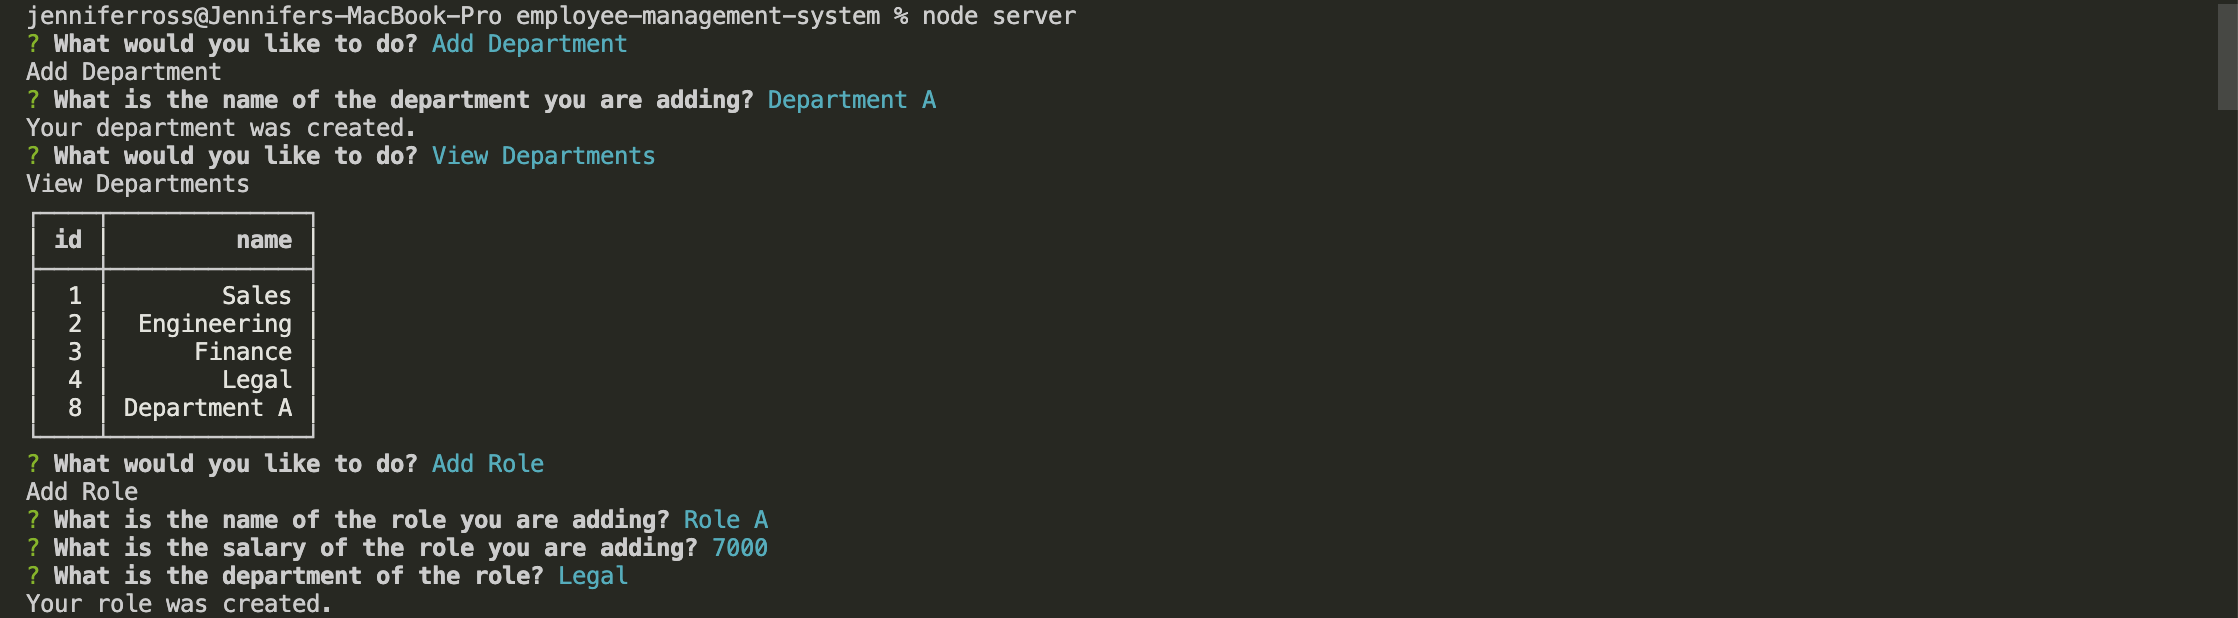 jenniferross@Jennifers-MacBook-Pro employee-management-system % node server
? What would you like to do? Add Department
Add Department
? What is the name of the department you are adding? Department A
Your department was created.
? What would you like to do? View Departments
View Departments
id name
1 Sales
2 Engineering
3 Finance
4 Legal
8 Department A
? What would you like to do? Add Role
Add Role
? What is the name of the role you are adding? Role A
? What is the salary of the role you are adding? 7000
? What is the department of the role? Legal
Your role was created.